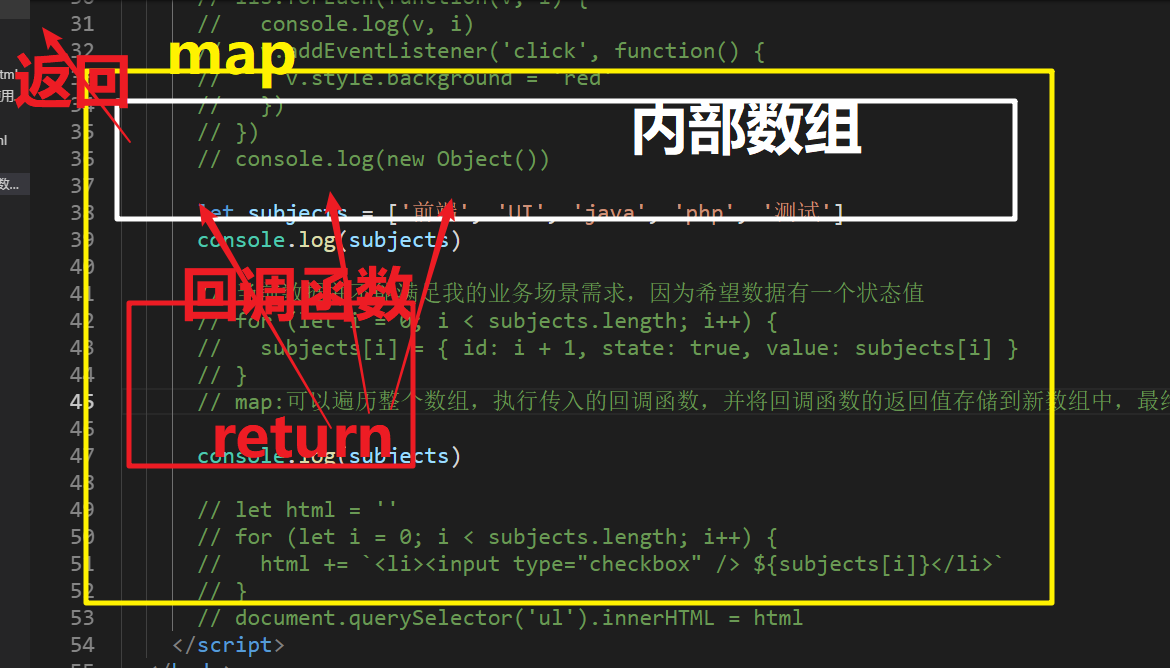 30 // lis.forEach(function(v, i) {
31 //   console.log(v, i)
32 addEventListener('click', function() {
map
返回
tml
使用.
v.style.background = 'red'
34 //   })
内部数组
35 // })
ml
36 // console.log(new Object())
37
数...
38 let subjects = ['前端', 'UI', 'java', 'php', '测试']
39 console.log(subjects)
40
回调函数
41 满足我的业务场景需求，因为希望数据有一个状态值
42 // for (let i = 0; i < subjects.length; i++) {
43 //   subjects[i] = { id: i + 1, state: true, value: subjects[i] }
44 // }
45 // map:可以遍历整个数组，执行传入的回调函数，并将回调函数的返回值存储到新数组中，最终
46
return
47 console.log(subjects)
48
49 // let html = ''
50 // for (let i = 0; i < subjects.length; i++) {
51 //   html += `<li><input type="checkbox" /> ${subjects[i]}</li>`
52 // }
53 // document.querySelector('ul').innerHTML = html
54 </script>
55